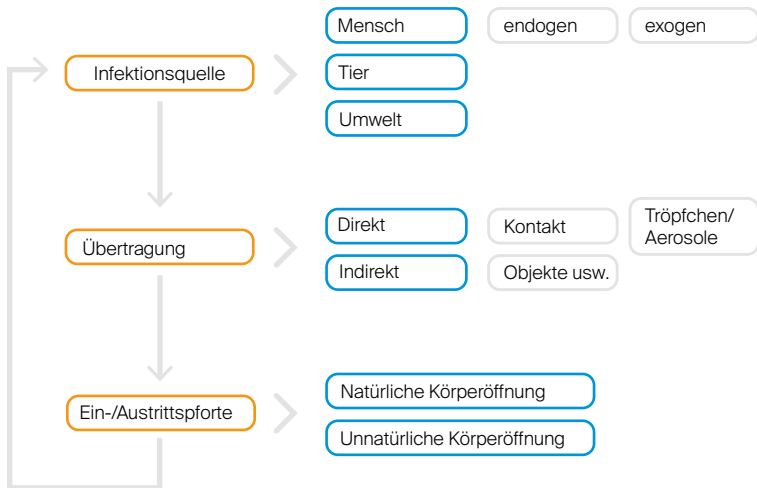 Mensch
endogen
exogen
Infektionsquelle
Tier
Umwelt
Direkt
Kontakt
Tröpfchen/
Aerosole
Übertragung
Indirekt
Objekte usw.
Natürliche Körperöffnung
Ein-/Austrittspforte
Unnatürliche Körperöffnung